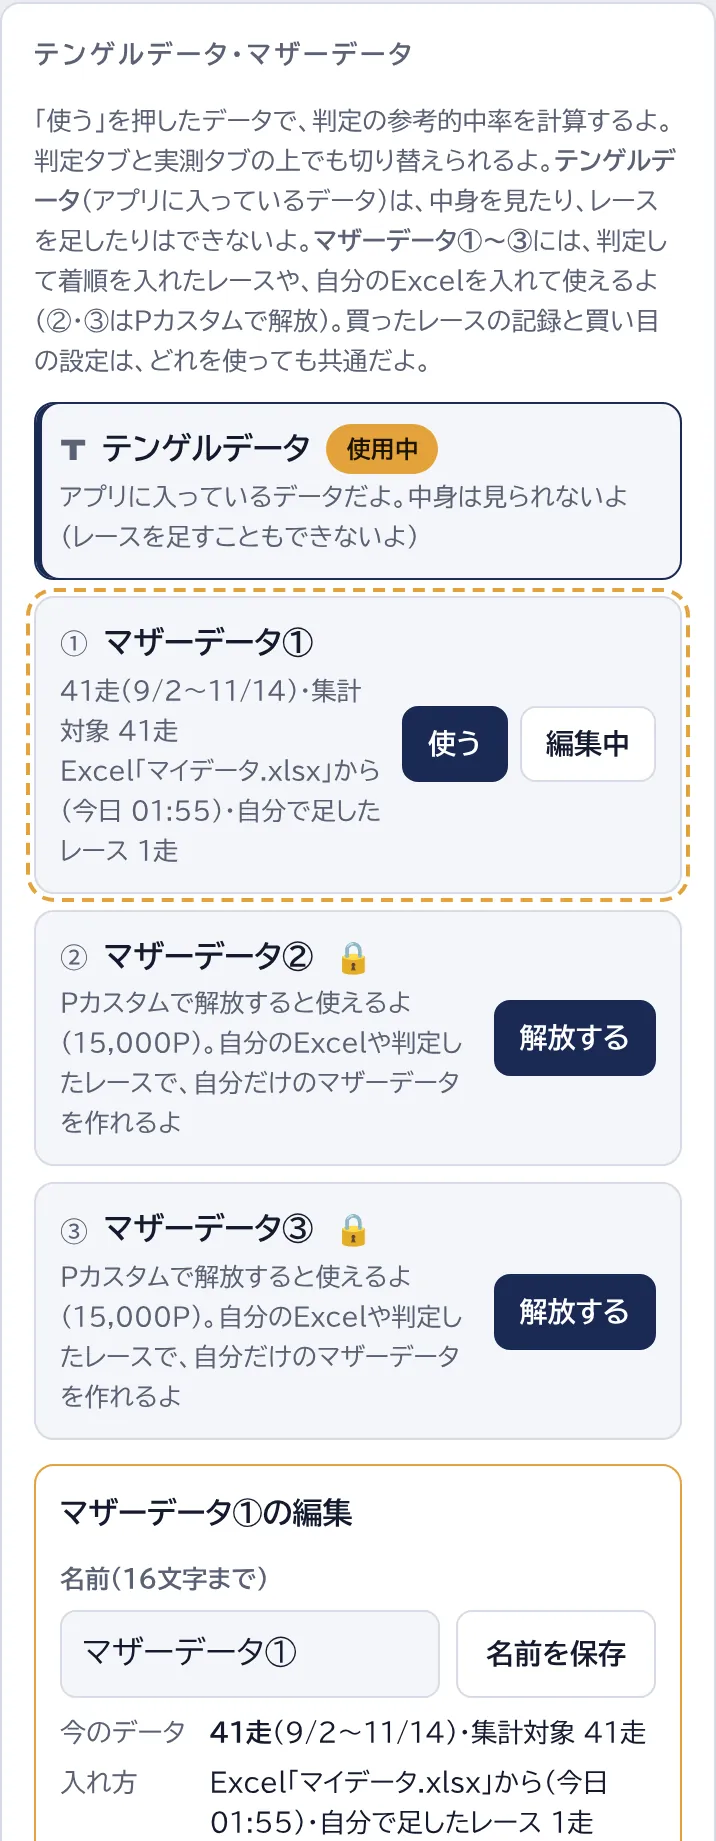 テンゲルデータ・マザーデータ
「使う」を押したデータで、判定の参考的中率を計算するよ。
判定タブと実測タブの上でも切り替えられるよ。テンゲルデ
ータ(アプリに入っているデータ)は、中身を見たり、レース
を足したりはできないよ。マザーデータ①〜③には、判定し
て着順を入れたレースや、自分のExcelを入れて使えるよ
(②・③はPカスタムで解放)。買ったレースの記録と買い目
の設定は、どれを使っても共通だよ。
T テンゲルデータ 使用中
アプリに入っているデータだよ。中身は見られないよ
(レースを足すこともできないよ)
① マザーデータ①
41走(9/2〜11/14)・集計
対象 41走
Excel「マイデータ.xlsx」から
(今日 01:55)・自分で足した
レース 1走
使う 編集中
② マザーデータ②
Pカスタムで解放すると使えるよ
(15,000P)。自分のExcelや判定し
たレースで、自分だけのマザーデータ
を作れるよ
解放する
③ マザーデータ③
Pカスタムで解放すると使えるよ
(15,000P)。自分のExcelや判定し
たレースで、自分だけのマザーデータ
を作れるよ
解放する
マザーデータ①の編集
名前(16文字まで)
マザーデータ① 名前を保存
今のデータ 41走(9/2〜11/14)・集計対象 41走
入れ方 Excel「マイデータ.xlsx」から(今日
01:55)・自分で足したレース 1走